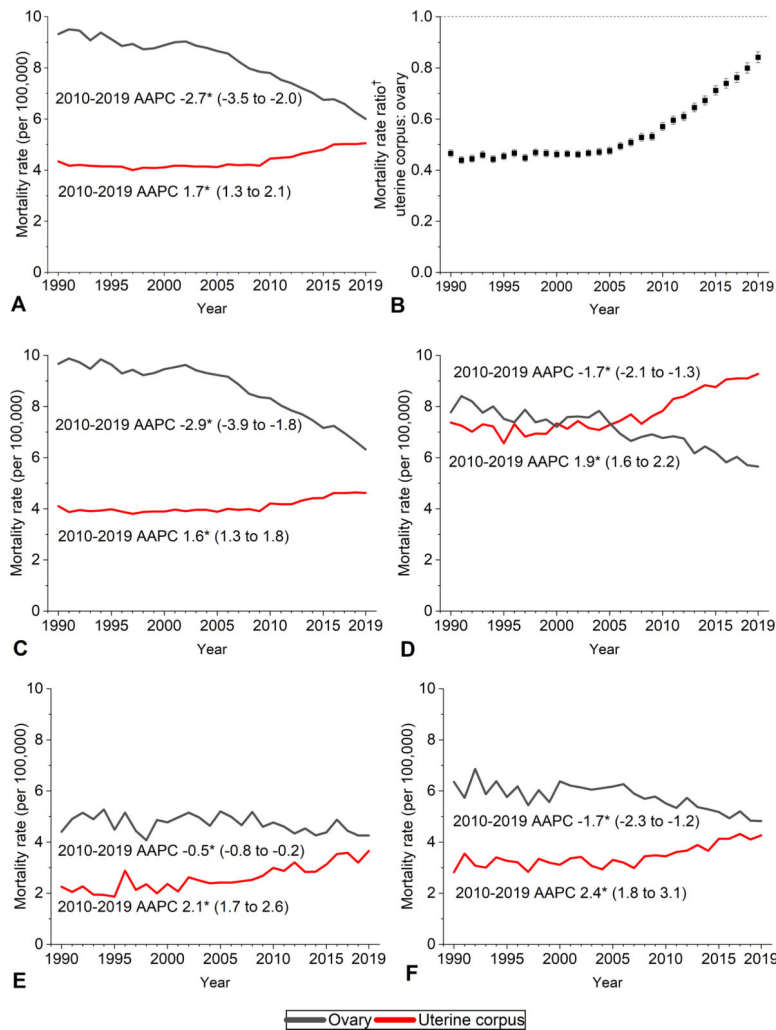 Mortality rate (per 100,000)
10
8
6
4
2
0
2010-2019 AAPC -2.7* (-3.5 to -2.0)
2010-2019 AAPC 1.7* (1.3 to 2.1)
1990 1995 2000 2005 2010 2015 2019
Year
A
Mortality rate ratio†
uterine corpus: ovary
1.0
0.8
0.6
0.4
0.2
0.0
1990 1995 2000 2005 2010 2015 2019
Year
B
Mortality rate (per 100,000)
10
8
6
4
2
0
2010-2019 AAPC -2.9* (-3.9 to -1.8)
2010-2019 AAPC 1.6* (1.3 to 1.8)
1990 1995 2000 2005 2010 2015 2019
Year
C
Mortality rate (per 100,000)
10
8
6
4
2
0
2010-2019 AAPC -1.7* (-2.1 to -1.3)
2010-2019 AAPC 1.9* (1.6 to 2.2)
1990 1995 2000 2005 2010 2015 2019
Year
D
Mortality rate (per 100,000)
10
8
6
4
2
0
2010-2019 AAPC -0.5* (-0.8 to -0.2)
2010-2019 AAPC 2.1* (1.7 to 2.6)
1990 1995 2000 2005 2010 2015 2019
Year
E
Mortality rate (per 100,000)
10
8
6
4
2
0
2010-2019 AAPC -1.7* (-2.3 to -1.2)
2010-2019 AAPC 2.4* (1.8 to 3.1)
1990 1995 2000 2005 2010 2015 2019
Year
F
Ovary Uterine corpus